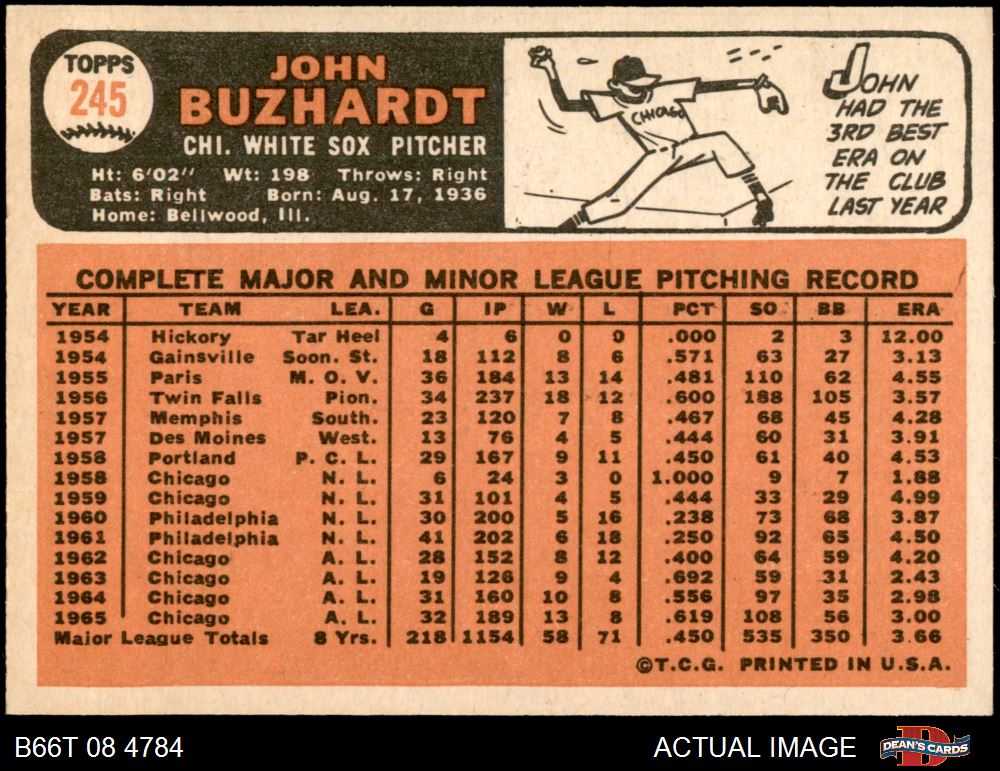 TOPPS
245
JOHN
BUZHARDT
CHI. WHITE SOX PITCHER
Ht: 6'02" Wt: 198 Throws: Right
Bats: Right Born: Aug. 17, 1936
Home: Bellwood, Ill.
CHICAGO
JOHN
HAD THE
3RD BEST
ERA ON
THE CLUB
LAST YEAR
COMPLETE MAJOR AND MINOR LEAGUE PITCHING RECORD
YEAR TEAM LEA. G IP W L PCT SO BB ERA
1954 Hickory Tar Heel 4 6 0 0 .000 2 3 12.00
1954 Gainsville Soon. St. 18 112 8 6 .571 63 27 3.13
1955 Paris M. O. V. 36 184 13 14 .481 110 62 4.55
1956 Twin Falls Pion. 34 237 18 12 .600 188 105 3.57
1957 Memphis South. 23 120 7 8 .467 68 45 4.28
1957 Des Moines West. 13 76 4 5 .444 60 31 3.91
1958 Portland P. C. L. 29 167 9 11 .450 61 40 4.53
1958 Chicago N. L. 6 24 3 0 1.000 9 7 1.88
1959 Chicago N. L. 31 101 4 5 .444 33 29 4.99
1960 Philadelphia N. L. 30 200 5 16 .238 73 68 3.87
1961 Philadelphia N. L. 41 202 6 18 .250 92 65 4.50
1962 Chicago A. L. 28 152 8 12 .400 64 59 4.20
1963 Chicago A. L. 19 126 9 4 .692 59 31 2.43
1964 Chicago A. L. 31 160 10 8 .556 97 35 2.98
1965 Chicago A. L. 32 189 13 8 .619 108 56 3.00
Major League Totals 8 Yrs. 218 1154 58 71 .450 535 350 3.66
©T.C.G. PRINTED IN U.S.A.
B66T 08 4784
ACTUAL IMAGE
DEAN'S CARDS